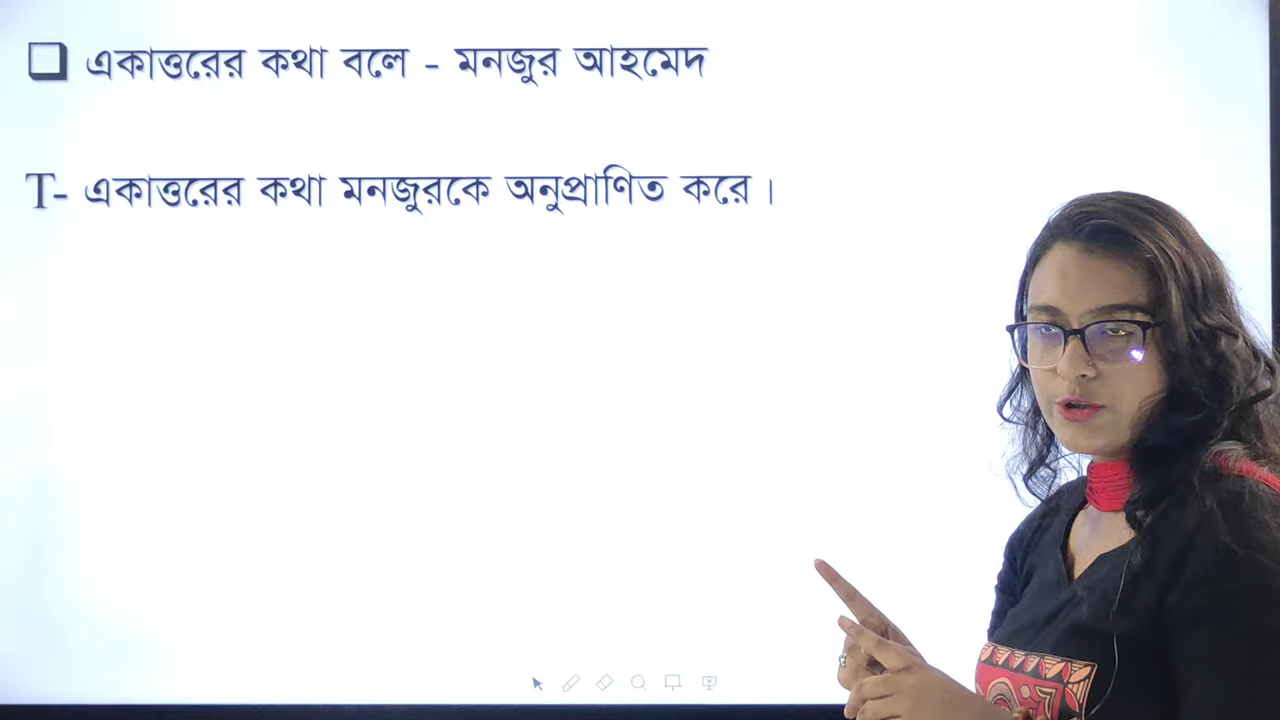 একাত্তরের কথা বলে - মনজুর আহমেদ
T- একাত্তরের কথা মনজুরকে অনুপ্রাণিত করে।